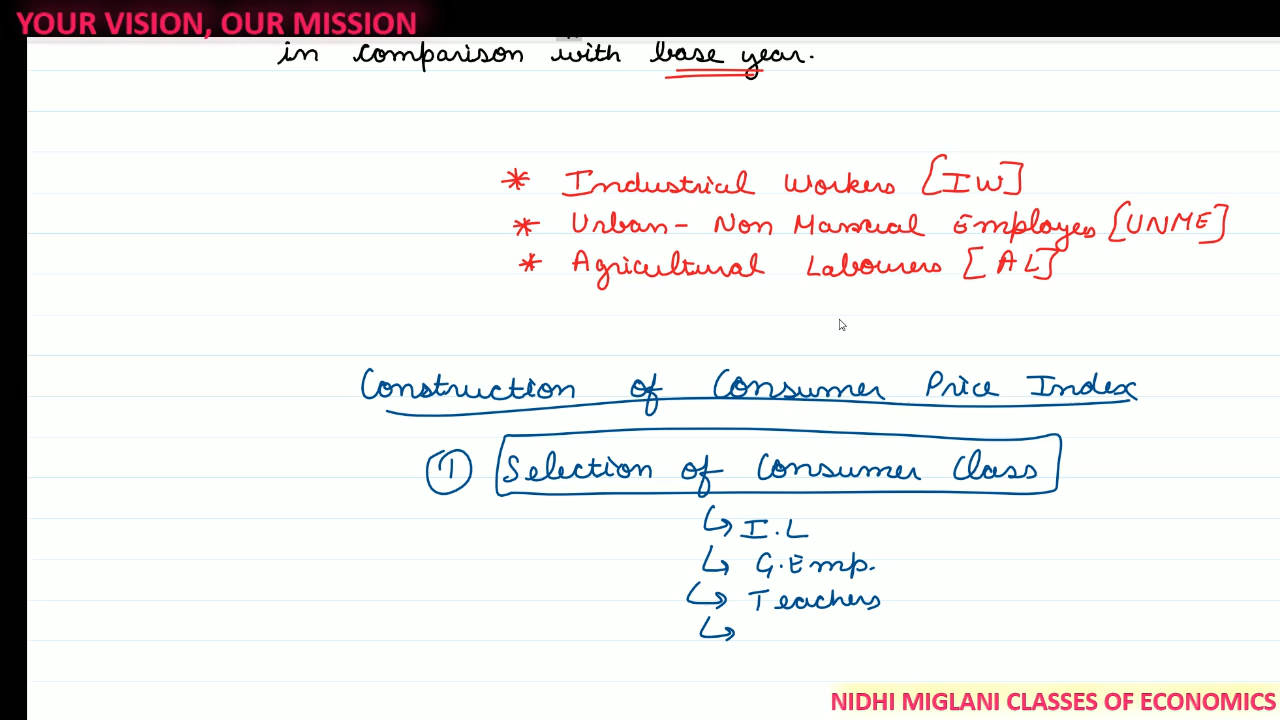 YOUR VISION, OUR MISSION
in comparison with base year.
* Industrial Workers [IW]
* Urban- Non Manual Employes [UNME]
* Agricultural Labourers [AL]
Construction of Consumer Price Index
1 Selection of Consumer Class
↳ I.L
↳ G.Emp.
↳ Teachers
↳
NIDHI MIGLANI CLASSES OF ECONOMICS